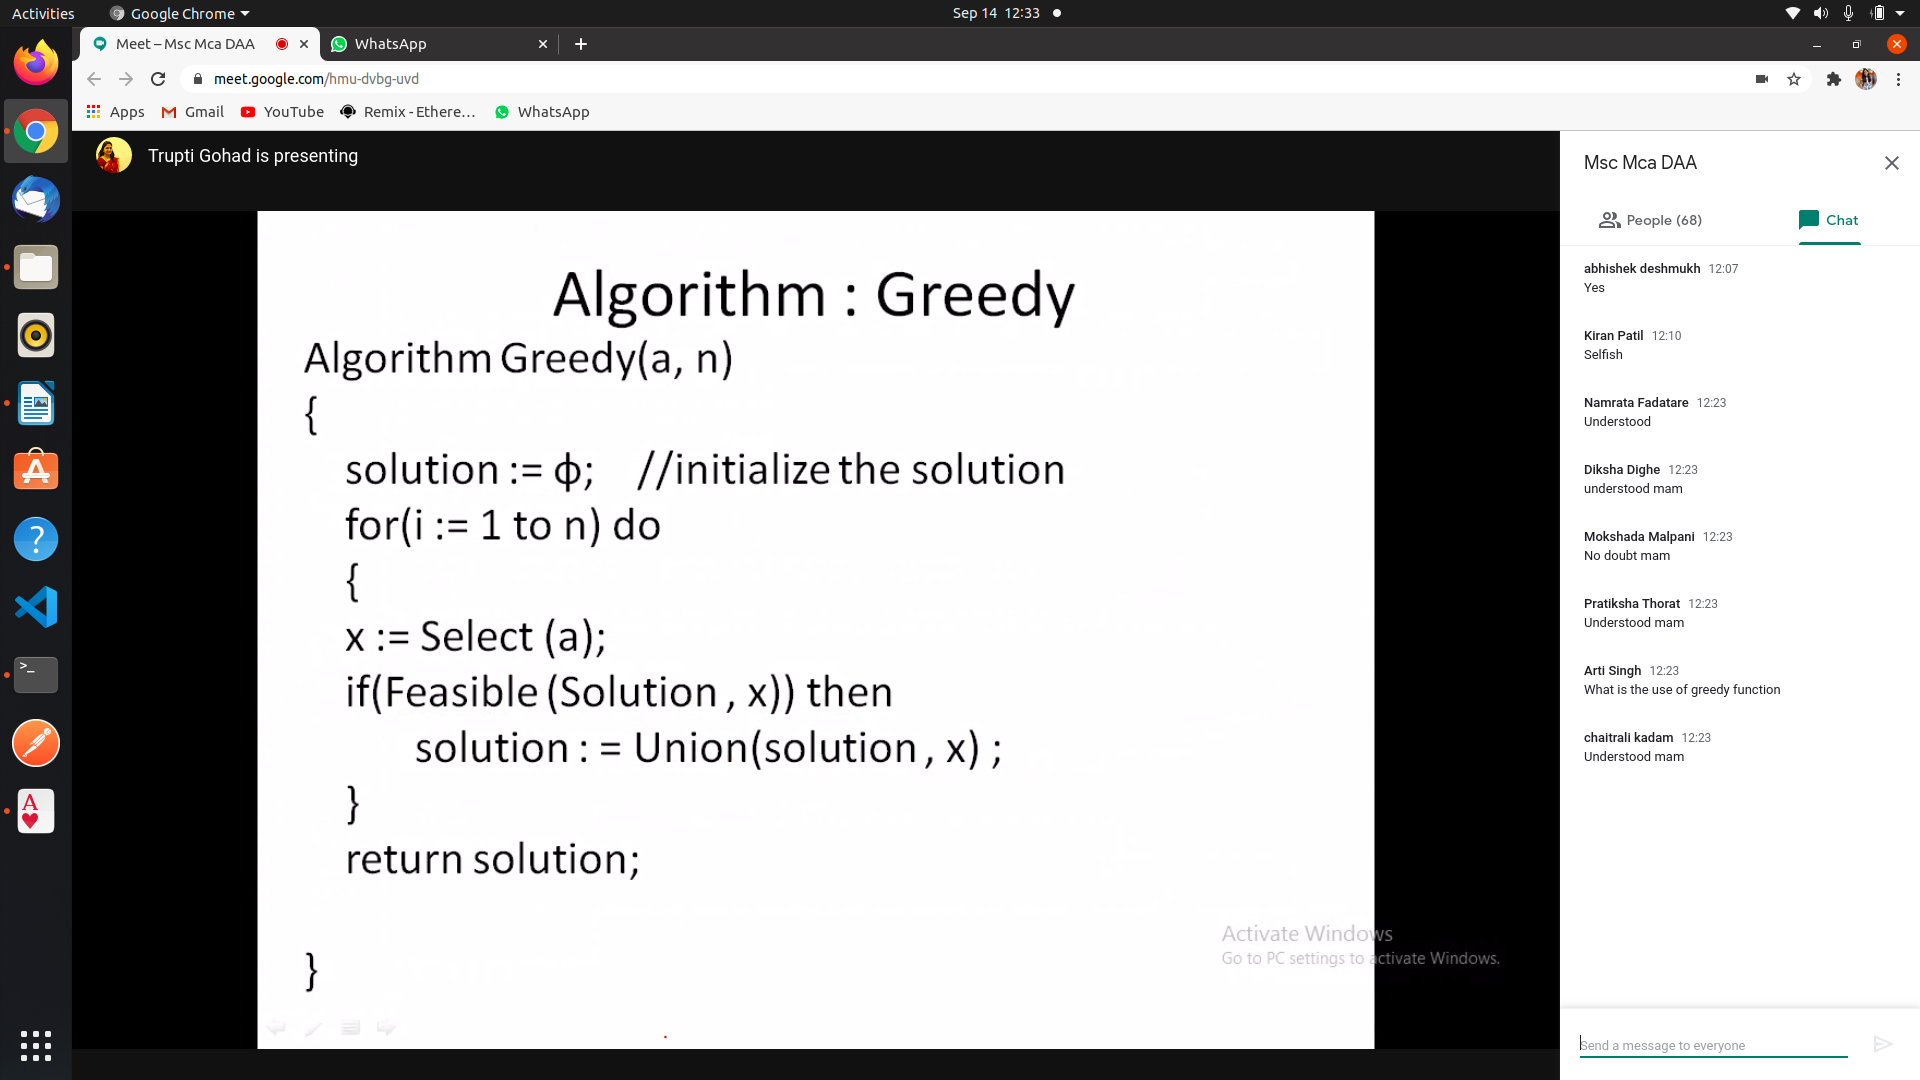 Activities
Google Chrome
Sep 14 12:33
Meet – Msc Mca DAA
WhatsApp
meet.google.com/hmu-dvbg-uvd
Apps
Gmail
YouTube
Remix - Ethere…
WhatsApp
Trupti Gohad is presenting
Algorithm : Greedy
Algorithm Greedy(a, n)
{
solution := ф; //initialize the solution
for(i := 1 to n) do
{
x := Select (a);
if(Feasible (Solution , x)) then
solution : = Union(solution , x) ;
}
return solution;
}
Activate Windows
Go to PC settings to activate Windows.
Msc Mca DAA
People (68)
Chat
abhishek deshmukh 12:07
Yes
Kiran Patil 12:10
Selfish
Namrata Fadatare 12:23
Understood
Diksha Dighe 12:23
understood mam
Mokshada Malpani 12:23
No doubt mam
Pratiksha Thorat 12:23
Understood mam
Arti Singh 12:23
What is the use of greedy function
chaitrali kadam 12:23
Understood mam
Send a message to everyone